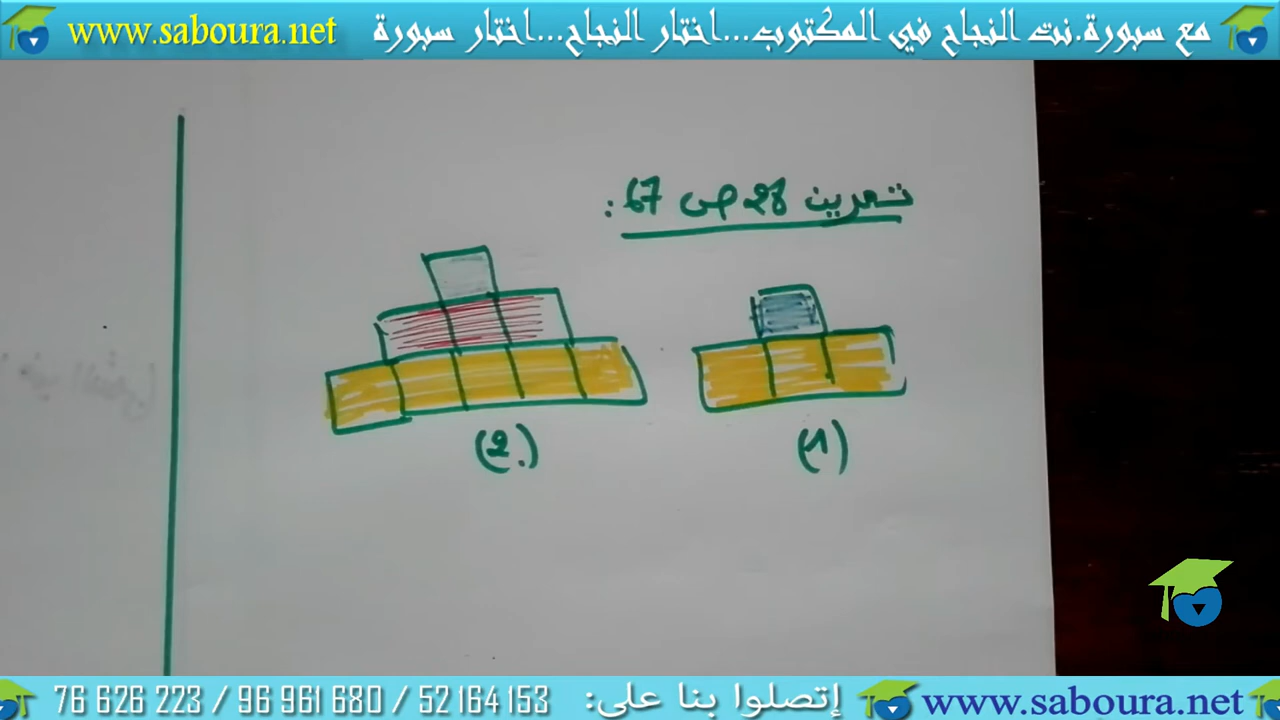 www.saboura.net مع سبورة.نت النجاح في المكتوب...اختار النجاح...اختار سبورة
تمرين 28 ص 67 :
(2) (1)
76 626 223 / 96 961 680 / 52 164 153 إتصلوا بنا على: www.saboura.net